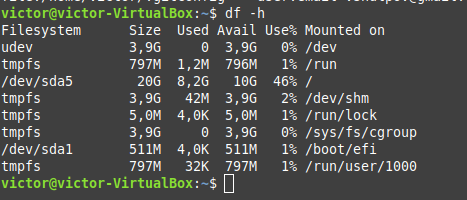 victor@victor-VirtualBox:~$ df -h
Filesystem Size Used Avail Use% Mounted on
udev 3,9G 0 3,9G 0% /dev
tmpfs 797M 1,2M 796M 1% /run
/dev/sda5 20G 8,2G 10G 46% /
tmpfs 3,9G 42M 3,9G 2% /dev/shm
tmpfs 5,0M 4,0K 5,0M 1% /run/lock
tmpfs 3,9G 0 3,9G 0% /sys/fs/cgroup
/dev/sda1 511M 4,0K 511M 1% /boot/efi
tmpfs 797M 32K 797M 1% /run/user/1000
victor@victor-VirtualBox:~$